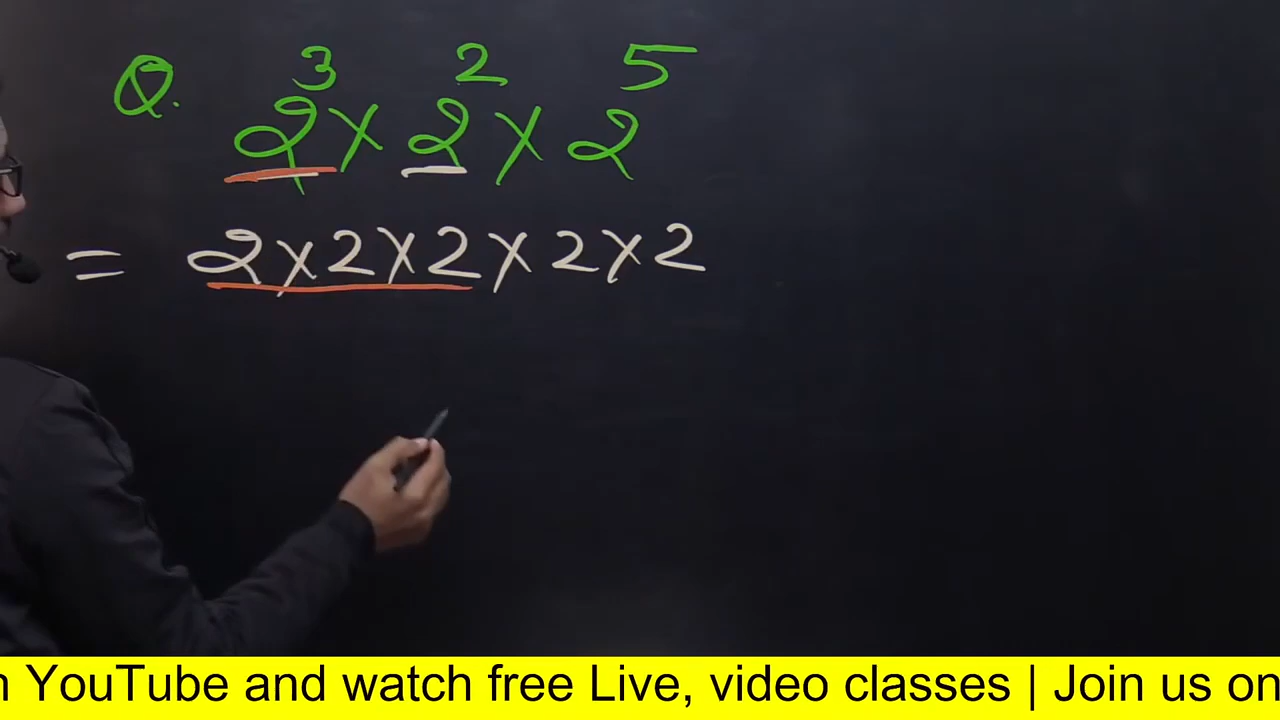 Q. 2³ × 2² × 2⁵
= 2 × 2 × 2 × 2 × 2
YouTube and watch free Live, video classes | Join us on